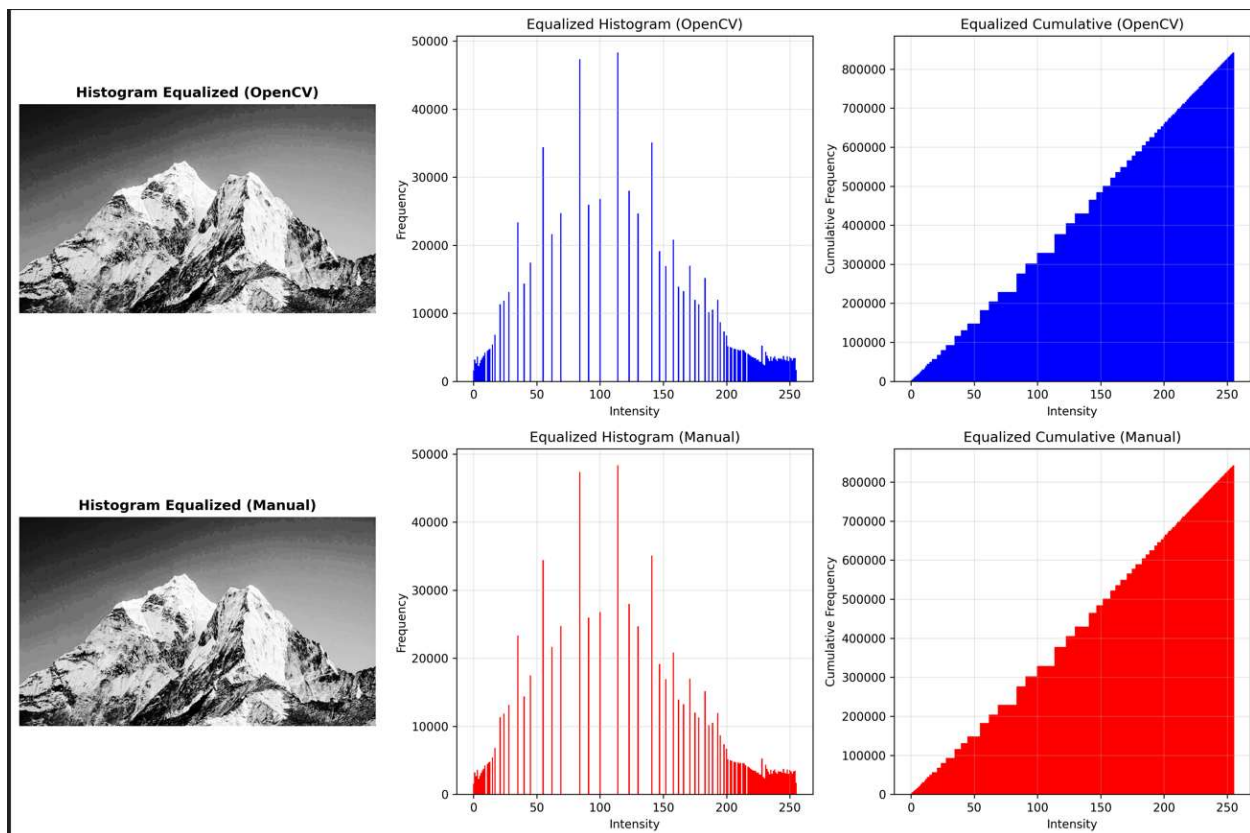 Histogram Equalized (OpenCV)
Equalized Histogram (OpenCV)
Frequency
50000
40000
30000
20000
10000
0
0 50 100 150 200 250
Intensity
Equalized Cumulative (OpenCV)
Cumulative Frequency
800000
700000
600000
500000
400000
300000
200000
100000
0
0 50 100 150 200 250
Intensity
Histogram Equalized (Manual)
Equalized Histogram (Manual)
Frequency
50000
40000
30000
20000
10000
0
0 50 100 150 200 250
Intensity
Equalized Cumulative (Manual)
Cumulative Frequency
800000
700000
600000
500000
400000
300000
200000
100000
0
0 50 100 150 200 250
Intensity